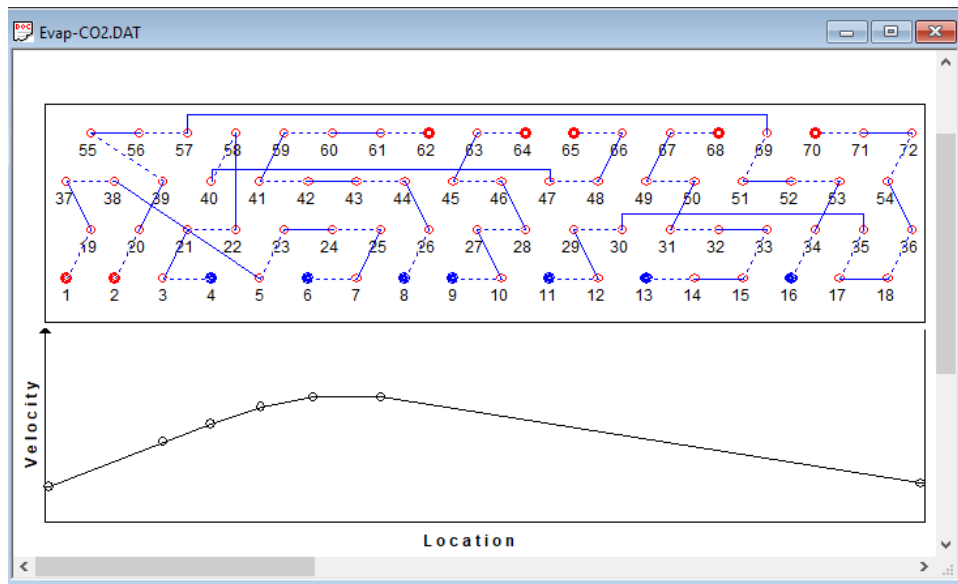 DOC
Evap-CO2.DAT
55 56 57 58 59 60 61 62 63 64 65 66 67 68 69 70 71 72
37 38 39 40 41 42 43 44 45 46 47 48 49 50 51 52 53 54
19 20 21 22 23 24 25 26 27 28 29 30 31 32 33 34 35 36
1 2 3 4 5 6 7 8 9 10 11 12 13 14 15 16 17 18
Velocity
Location